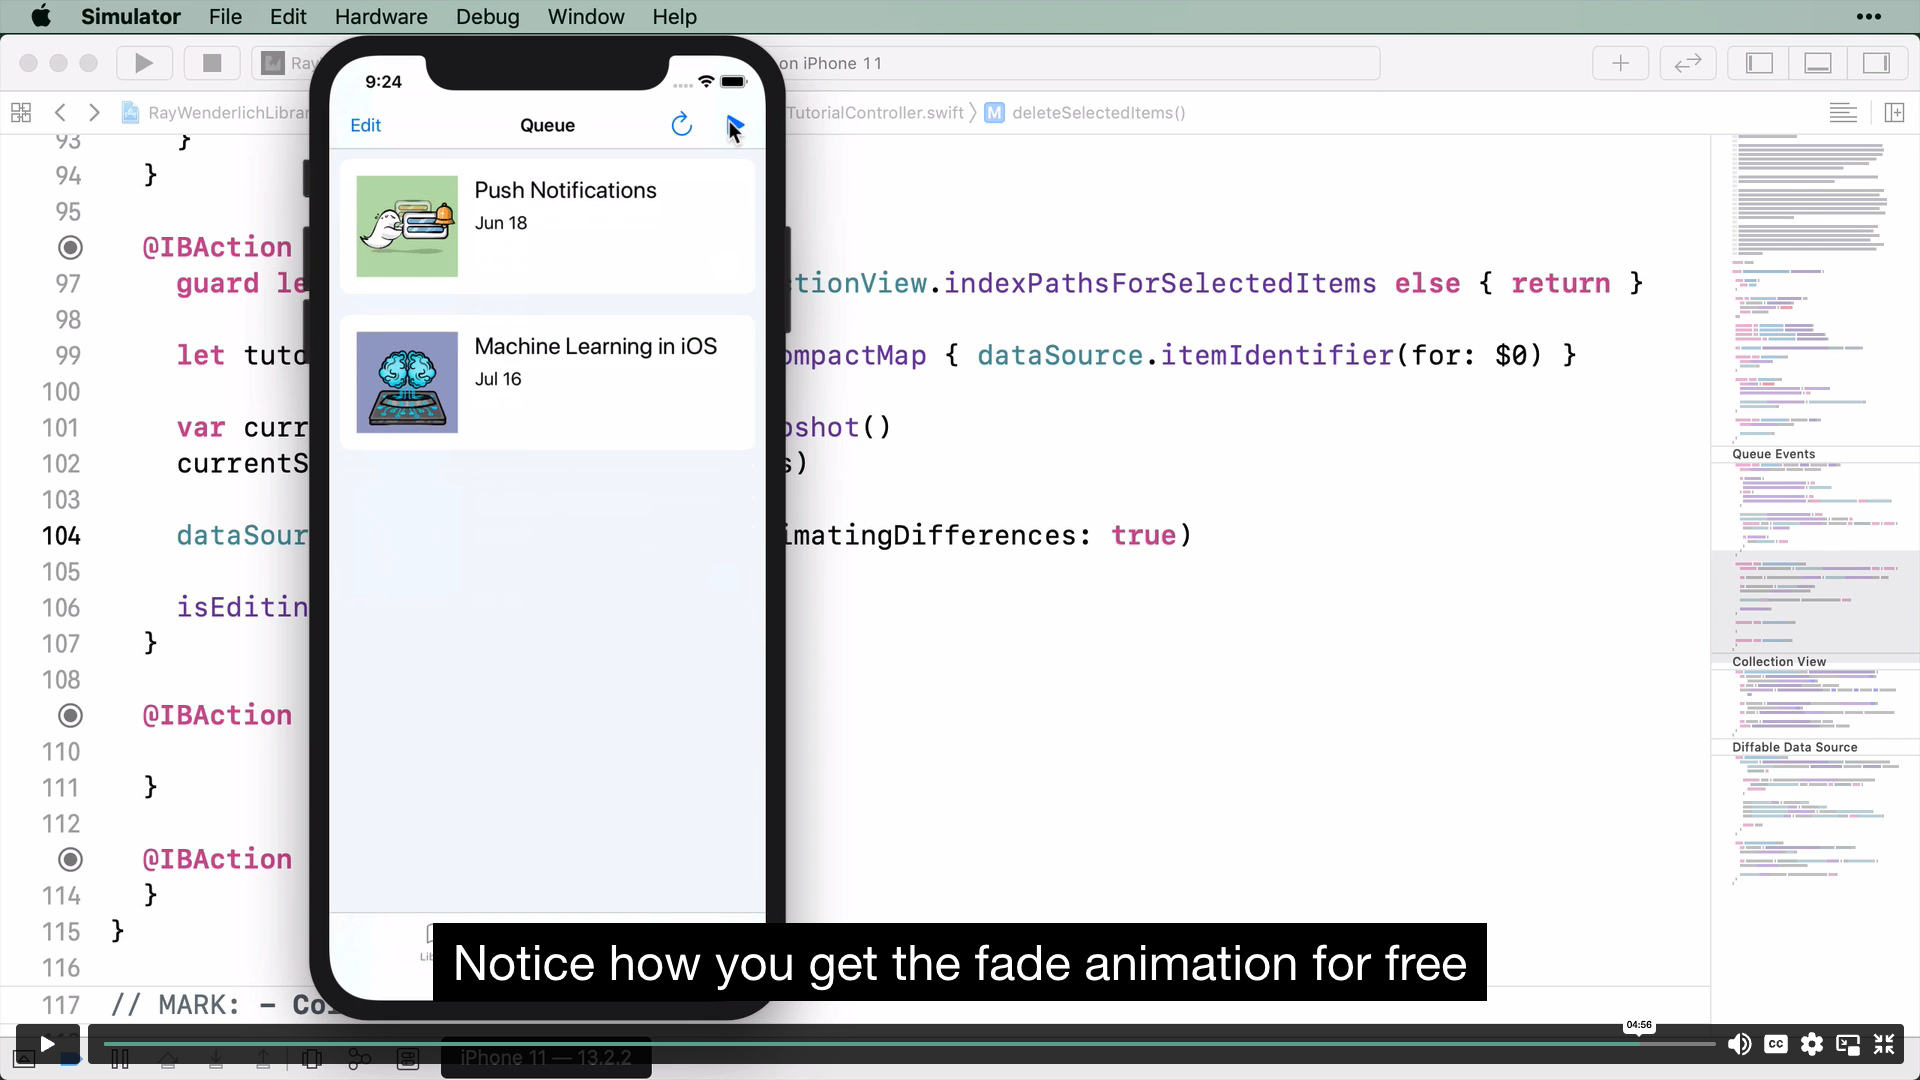 Simulator File Edit Hardware Debug Window Help
Ray
on iPhone 11
RayWenderlichLibrar
TutorialController.swift
M deleteSelectedItems()
9:24
Edit Queue
Push Notifications
Jun 18
Machine Learning in iOS
Jul 16
93 }
94 }
95
@IBAction
97 guard le
ctionView.indexPathsForSelectedItems else { return }
98
99 let tuto
ompactMap { dataSource.itemIdentifier(for: $0) }
100
101 var curr
pshot()
102 currentS
s)
103
104 dataSour
imatingDifferences: true)
105
106 isEditin
107 }
108
@IBAction
110
111 }
112
@IBAction
114 }
115 }
116
117 // MARK: - Col
Queue Events
Collection View
Diffable Data Source
Notice how you get the fade animation for free
04:56
CC
iPhone 11 — 13.2.2